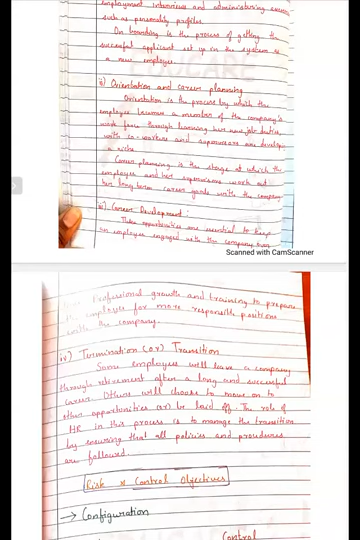 employment interviews and administering exams
such as personality profiles.
On boarding is the process of getting the
successful applicant set up in the system as
a new employee.
ii) Orientation and career planning
Orientation is the process by which the
employee become a member of the company's
work force through learning her new job duties,
with co-workers and supervisors and develop
a niche.
Career planning is the stage at which the
employee and her supervisors work out
her long-term career goals with the company
iii) Career Development:
These opportunities are essential to keep
an employee engaged with the company over
Scanned with CamScanner
Professional growth and training to prepare
the employee for more responsible positions
with the company.
iv) Termination (or) Transition
Some employees will leave a company
through retirement after a long and successful
career. Others will choose to move on to
other opportunities (or) be laid off. The role of
HR in this process is to manage the transition
by ensuring that all policies and procedures
are followed.
Risk & Control Objectives
→ Configuration
Control